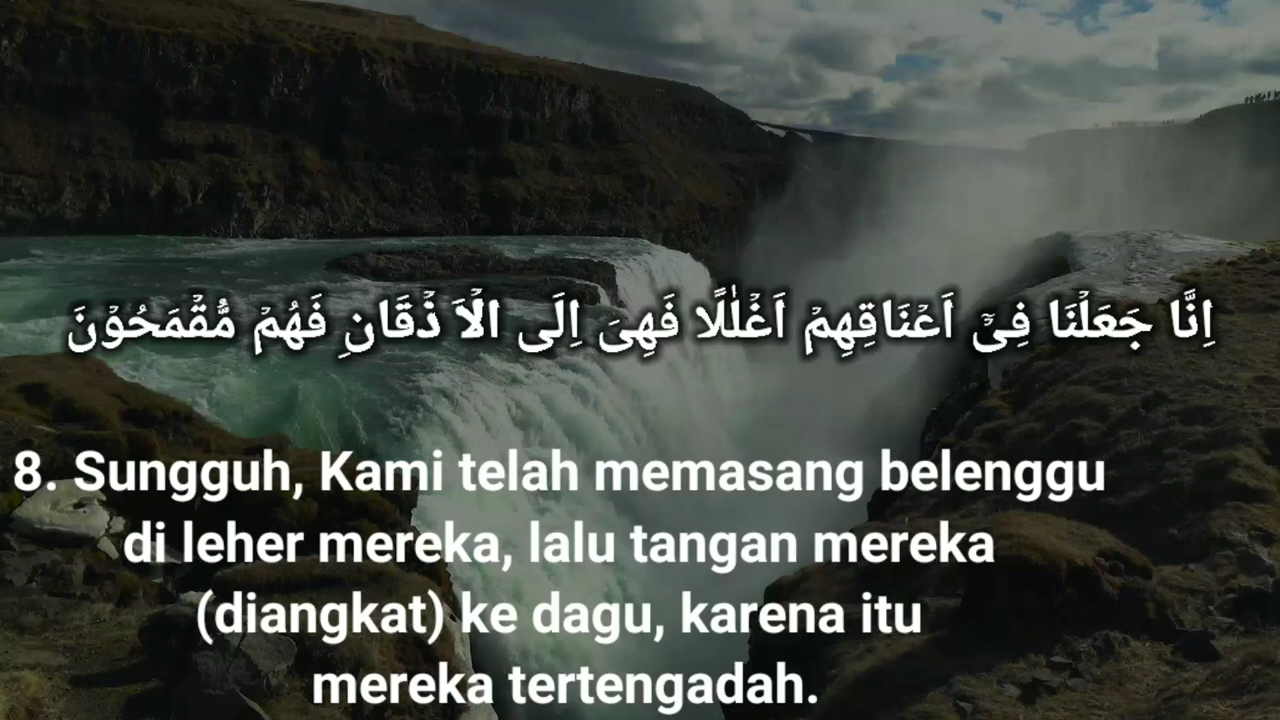 اِنَّا جَعَلۡنَا فِىۡۤ اَعۡنَاقِهِمۡ اَغۡلٰلًا فَهِىَ اِلَى الۡاَ ذۡقَانِ فَهُمۡ مُّقۡمَحُوۡنَ
8. Sungguh, Kami telah memasang belenggu
di leher mereka, lalu tangan mereka
(diangkat) ke dagu, karena itu
mereka tertengadah.